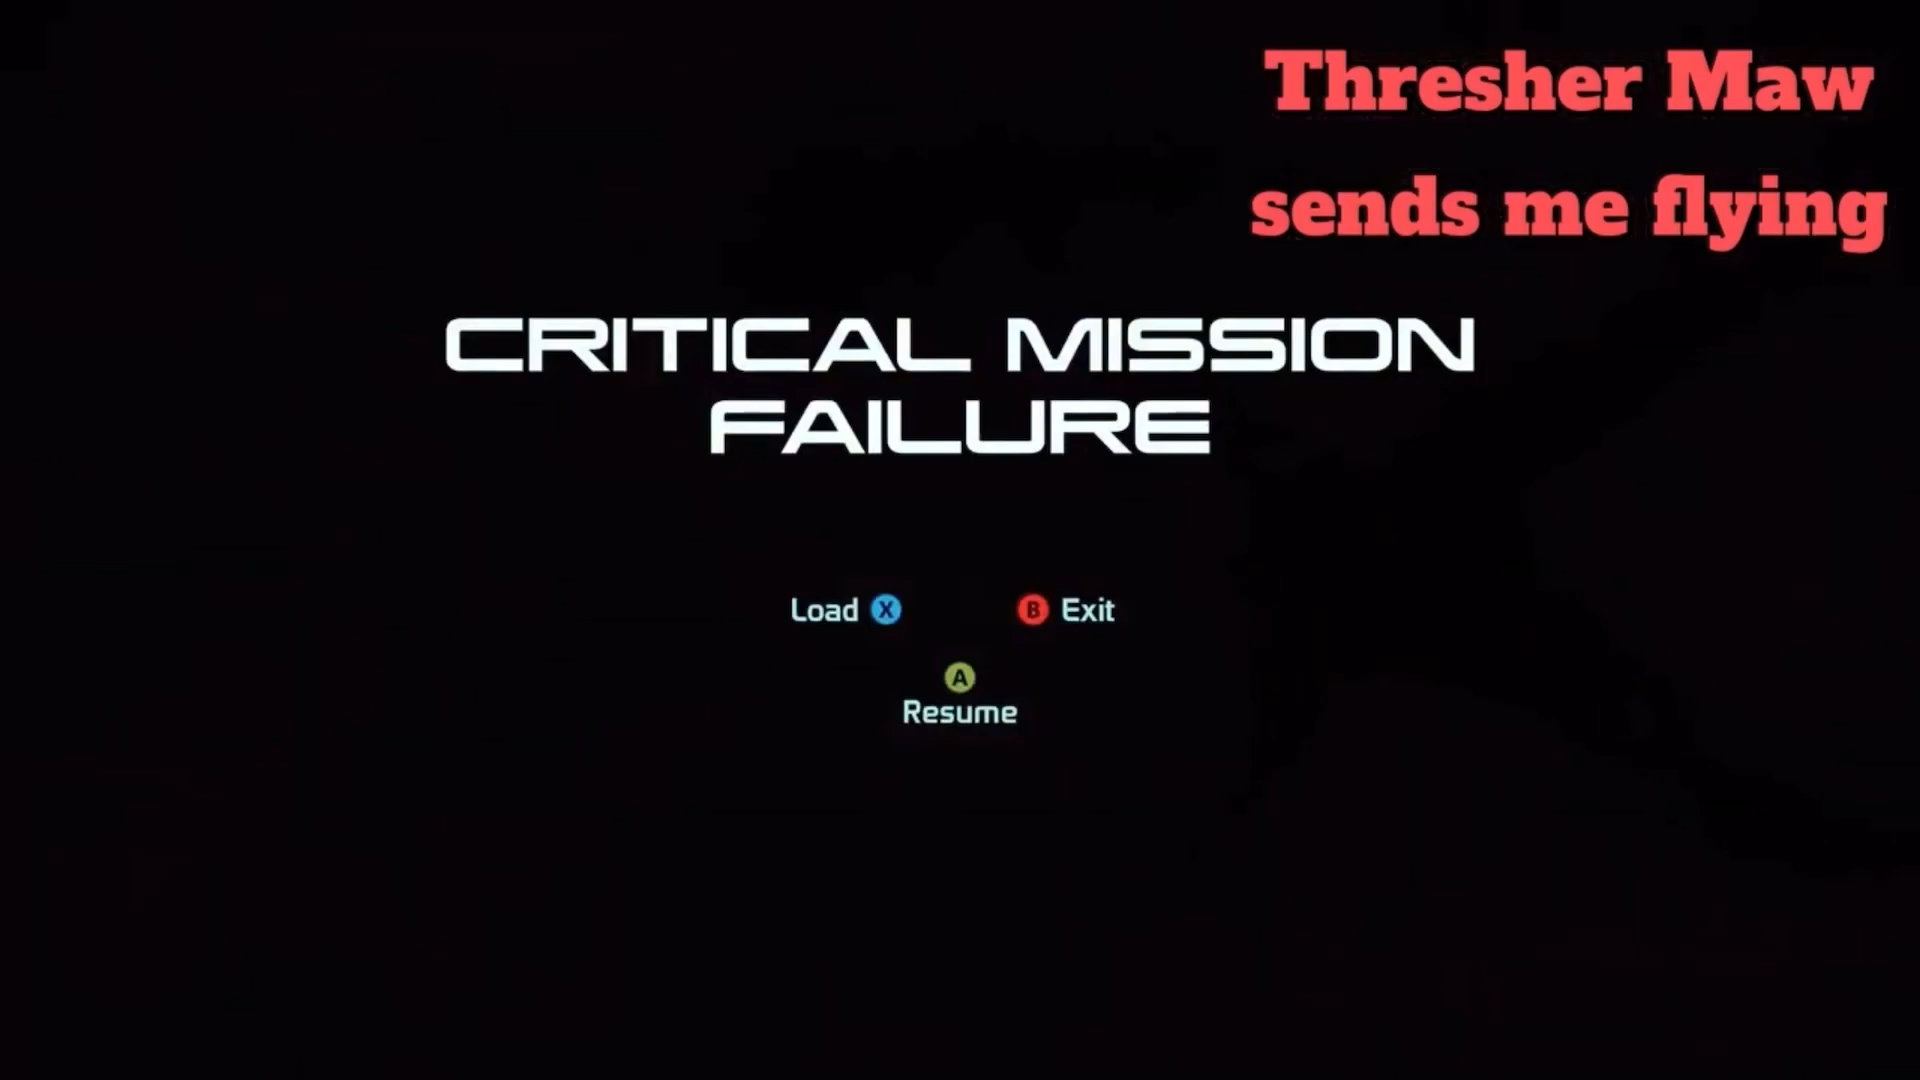 Thresher Maw
sends me flying
CRITICAL MISSION
FAILURE
Load X
B Exit
A
Resume